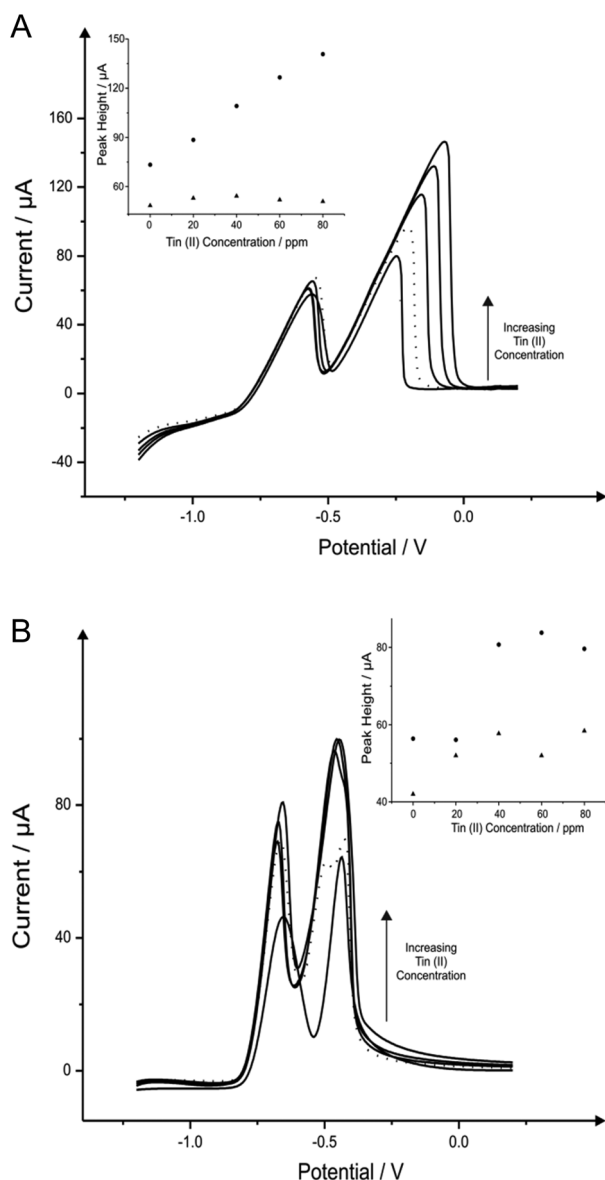 A
150
120
90
60
Peak Height / µA
0 20 40 60 80
Tin (II) Concentration / ppm
160
120
80
40
0
-40
Current / µA
Increasing
Tin (II)
Concentration
-1.0 -0.5 0.0
Potential / V
B
80
60
40
Peak Height / µA
0 20 40 60 80
Tin (II) Concentration / ppm
80
40
0
Current / µA
Increasing
Tin (II)
Concentration
-1.0 -0.5 0.0
Potential / V